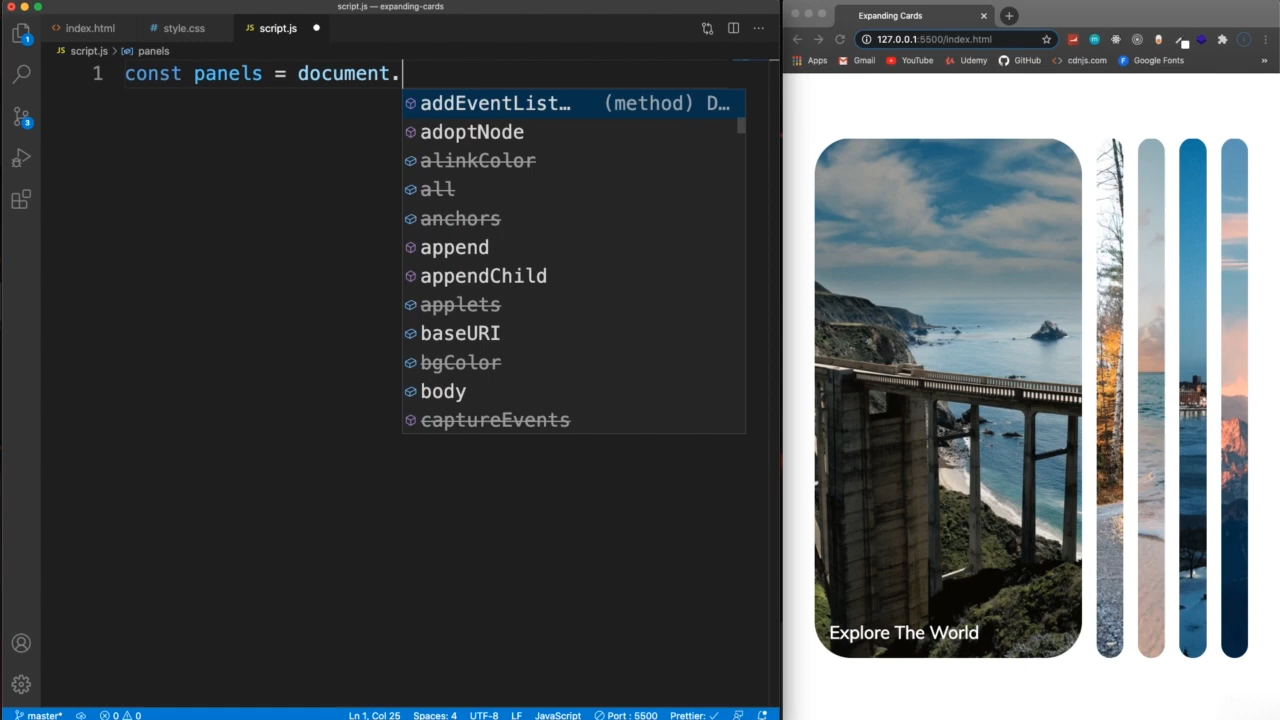 script.js — expanding-cards
index.html
style.css
script.js
script.js › panels
1 const panels = document.
addEventList… (method) D…
adoptNode
alinkColor
all
anchors
append
appendChild
applets
baseURI
bgColor
body
captureEvents
master*
0 0
Ln 1, Col 25 Spaces: 4 UTF-8 LF JavaScript Port : 5500 Prettier: ✓
Expanding Cards
127.0.0.1:5500/index.html
Apps Gmail YouTube Udemy GitHub cdnjs.com Google Fonts »
Explore The World